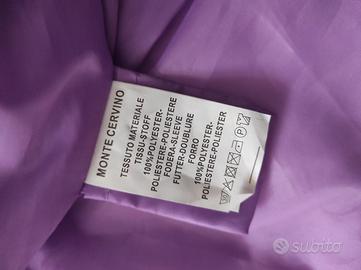 MONTE CERVINO
TESSUTO MATERIALE
TISSU-STOFF
100%POLYESTER-
POLIESTERE-POLIESTERE
FODERA-SLEEVE
FUTTER-DOUBLURE
FORRO
100%POLYESTER-
POLIESTERE-POLIESTER
P
subito